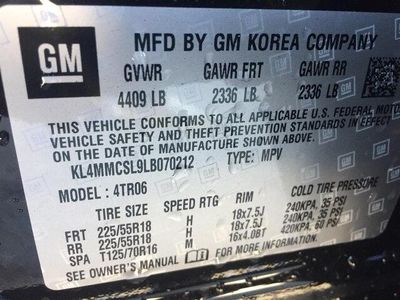 GM
MFD BY GM KOREA COMPANY
GVWR GAWR FRT GAWR RR
4409 LB 2336 LB 2336 LB
THIS VEHICLE CONFORMS TO ALL APPLICABLE U.S. FEDERAL MOTOR
VEHICLE SAFETY AND THEFT PREVENTION STANDARDS IN EFFECT
ON THE DATE OF MANUFACTURE SHOWN ABOVE.
KL4MMCSL9LB070212 TYPE: MPV
MODEL: 4TR06
TIRE SIZE SPEED RTG RIM COLD TIRE PRESSURE
FRT 225/55R18 H 18x7.5J 240KPA, 35 PSI
RR 225/55R18 H 18x7.5J 240KPA, 35 PSI
SPA T125/70R16 M 16x4.0BT 420KPA, 60 PSI
SEE OWNER'S MANUAL FOR ADDITIONAL INFORMATION